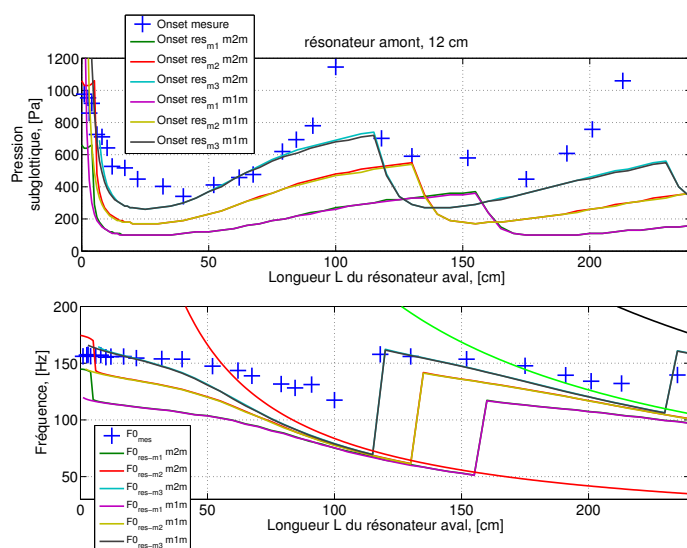 résonateur amont, 12 cm
Onset mesure
Onset res_m1 m2m
Onset res_m2 m2m
Onset res_m3 m2m
Onset res_m1 m1m
Onset res_m2 m1m
Onset res_m3 m1m
Pression
subglottique, [Pa]
1200
1000
800
600
400
200
0
0 50 100 150 200
Longueur L du résonateur aval, [cm]
Fréquence, [Hz]
200
150
100
50
F0_mes
F0_res−m1 m2m
F0_res−m2 m2m
F0_res−m3 m2m
F0_res−m1 m1m
F0_res−m2 m1m
F0_res−m3 m1m
50 100 150 200
Longueur L du résonateur aval, [cm]